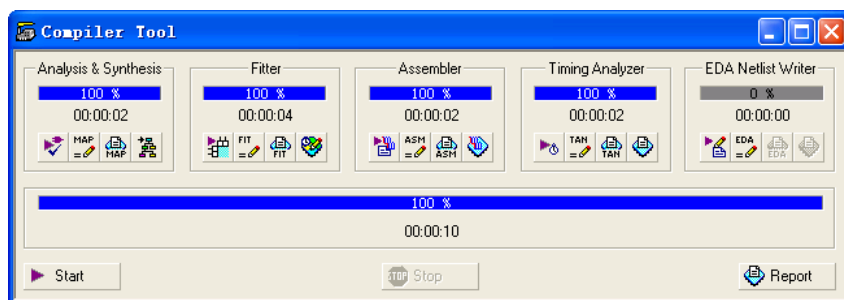 Compiler Tool
Analysis & Synthesis Fitter Assembler Timing Analyzer EDA Netlist Writer
100 % 100 % 100 % 100 % 0 %
00:00:02 00:00:04 00:00:02 00:00:02 00:00:00
MAP MAP FIT FIT ASM ASM TAN TAN EDA EDA
100 %
00:00:10
Start STOP Stop Report